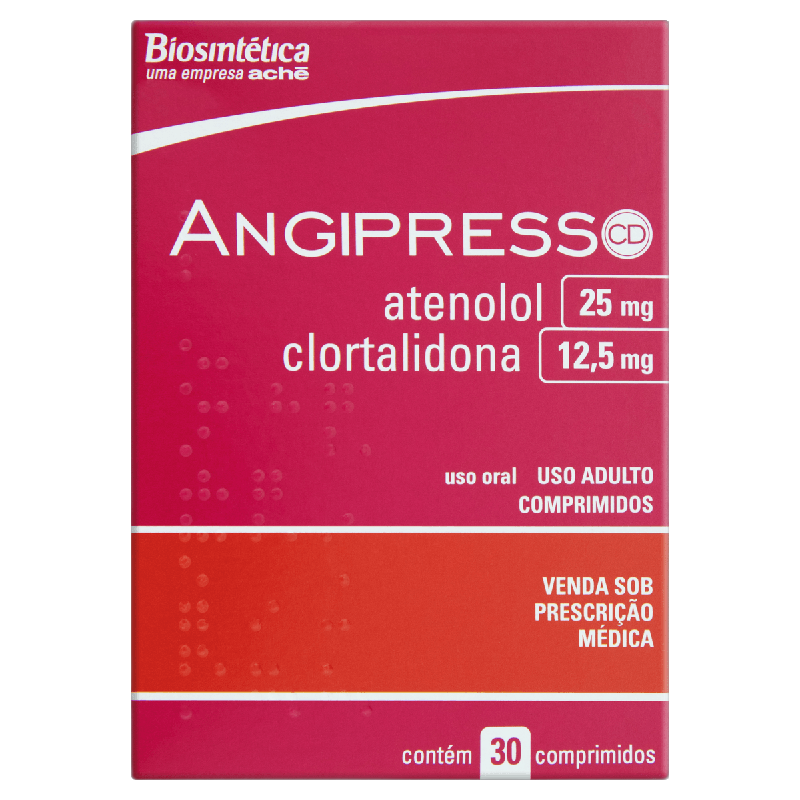 Biosintética
uma empresa achē
ANGIPRESS CD
atenolol 25 mg
clortalidona 12,5 mg
uso oral USO ADULTO
COMPRIMIDOS
VENDA SOB
PRESCRIÇÃO
MÉDICA
contém 30 comprimidos